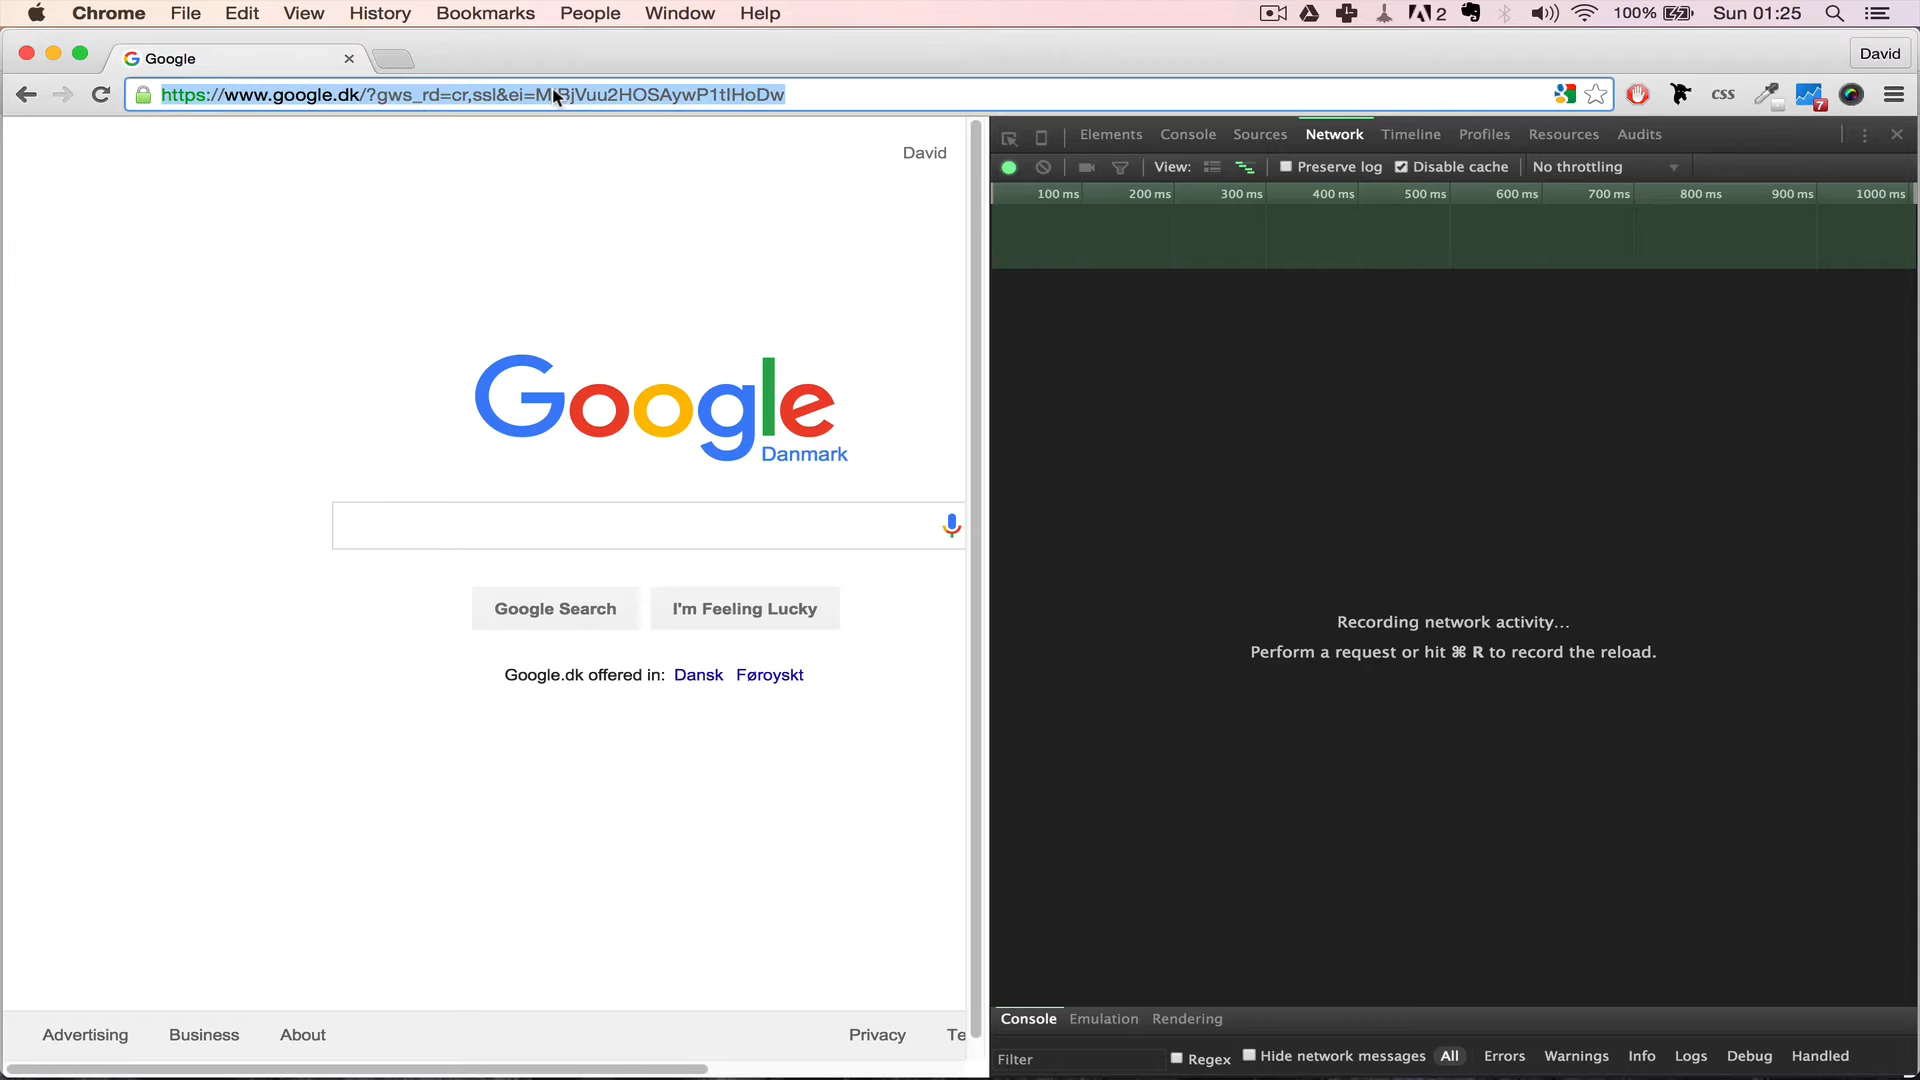 Chrome File Edit View History Bookmarks People Window Help 2 100% Sun 01:25
Google David
https://www.google.dk/?gws_rd=cr,ssl&ei= CSS 7
David
Elements Console Sources Network Timeline Profiles Resources Audits
View: Preserve log Disable cache No throttling
100 ms 200 ms 300 ms 400 ms 500 ms 600 ms 700 ms 800 ms 900 ms 1000 ms
Google
Danmark
Google Search I'm Feeling Lucky
Google.dk offered in: Dansk Føroyskt
Recording network activity…
Perform a request or hit ⌘ R to record the reload.
Advertising Business About Privacy Te
Console Emulation Rendering
Filter Regex Hide network messages All Errors Warnings Info Logs Debug Handled